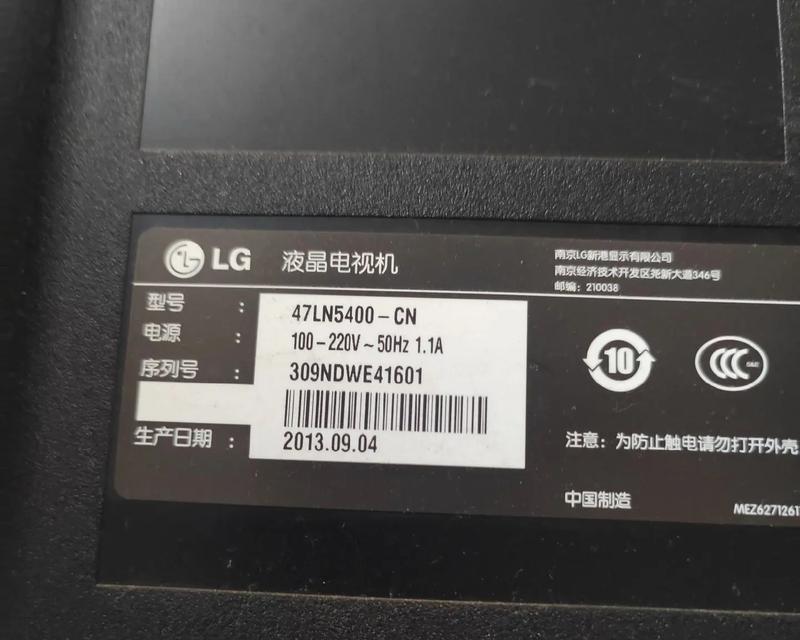 LG 液晶电视机
南京LG新港显示有限公司
南京经济技术开发区尧新大道346号
邮编：210038
型号 : 47LN5400-CN
电源 : 100-220V~50Hz 1.1A
序列号 : 309NDWE41601
生产日期 : 2013.09.04
10
CCC
S&E
注意：为防止触电请勿打开外壳
中国制造
MEZ6271261